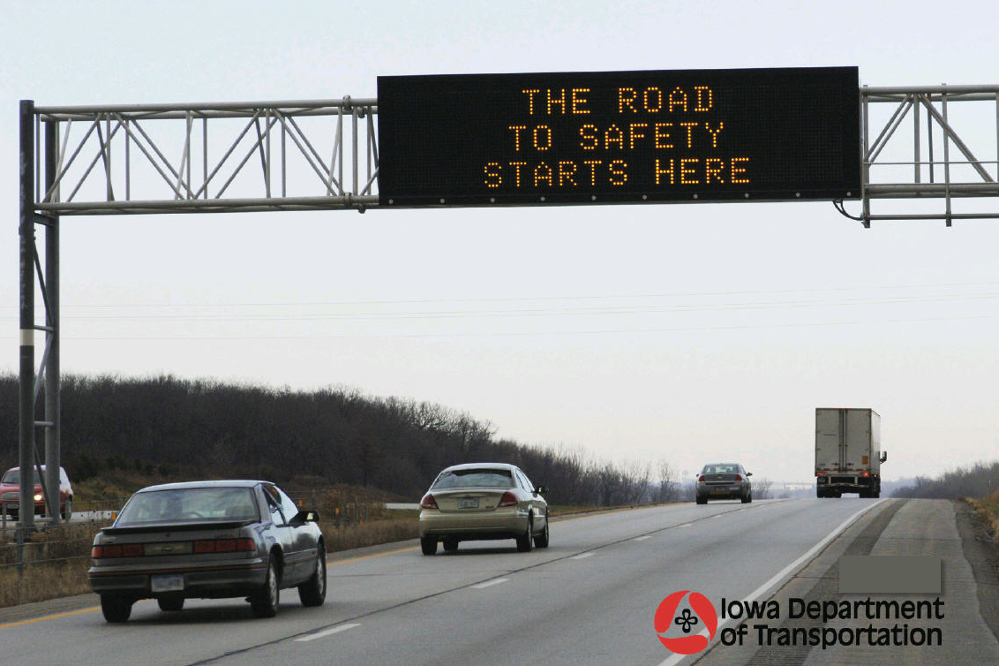 THE ROAD
TO SAFETY
STARTS HERE
Iowa Department
of Transportation